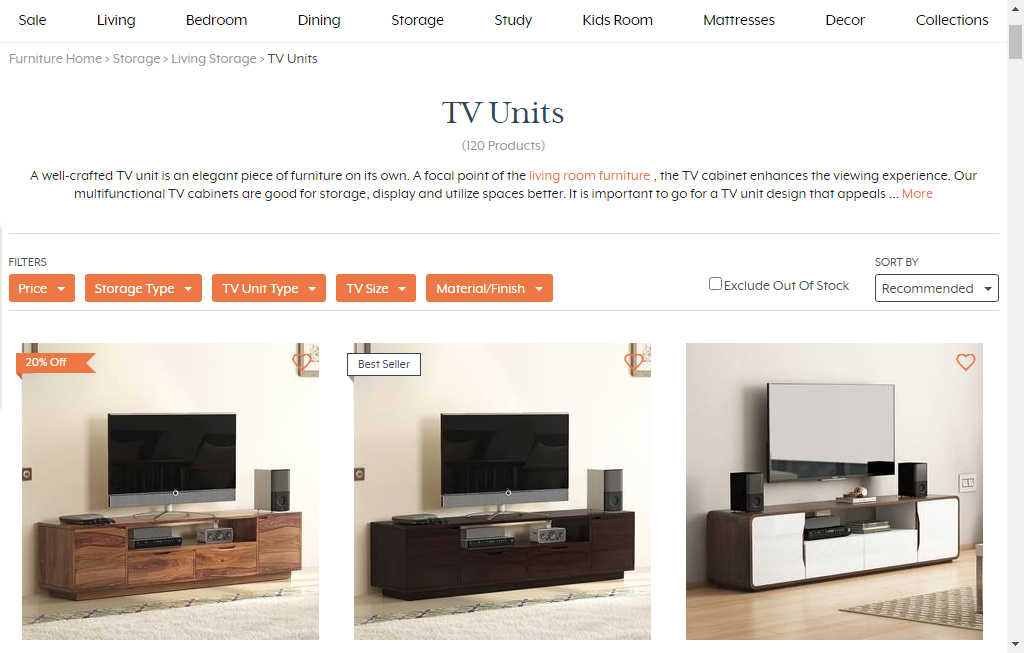 Sale Living Bedroom Dining Storage Study Kids Room Mattresses Decor Collections
Furniture Home > Storage > Living Storage > TV Units
TV Units
(120 Products)
A well-crafted TV unit is an elegant piece of furniture on its own. A focal point of the living room furniture , the TV cabinet enhances the viewing experience. Our
multifunctional TV cabinets are good for storage, display and utilize spaces better. It is important to go for a TV unit design that appeals ... More
FILTERS
SORT BY
Price Storage Type TV Unit Type TV Size Material/Finish Exclude Out Of Stock Recommended
20% Off
Best Seller